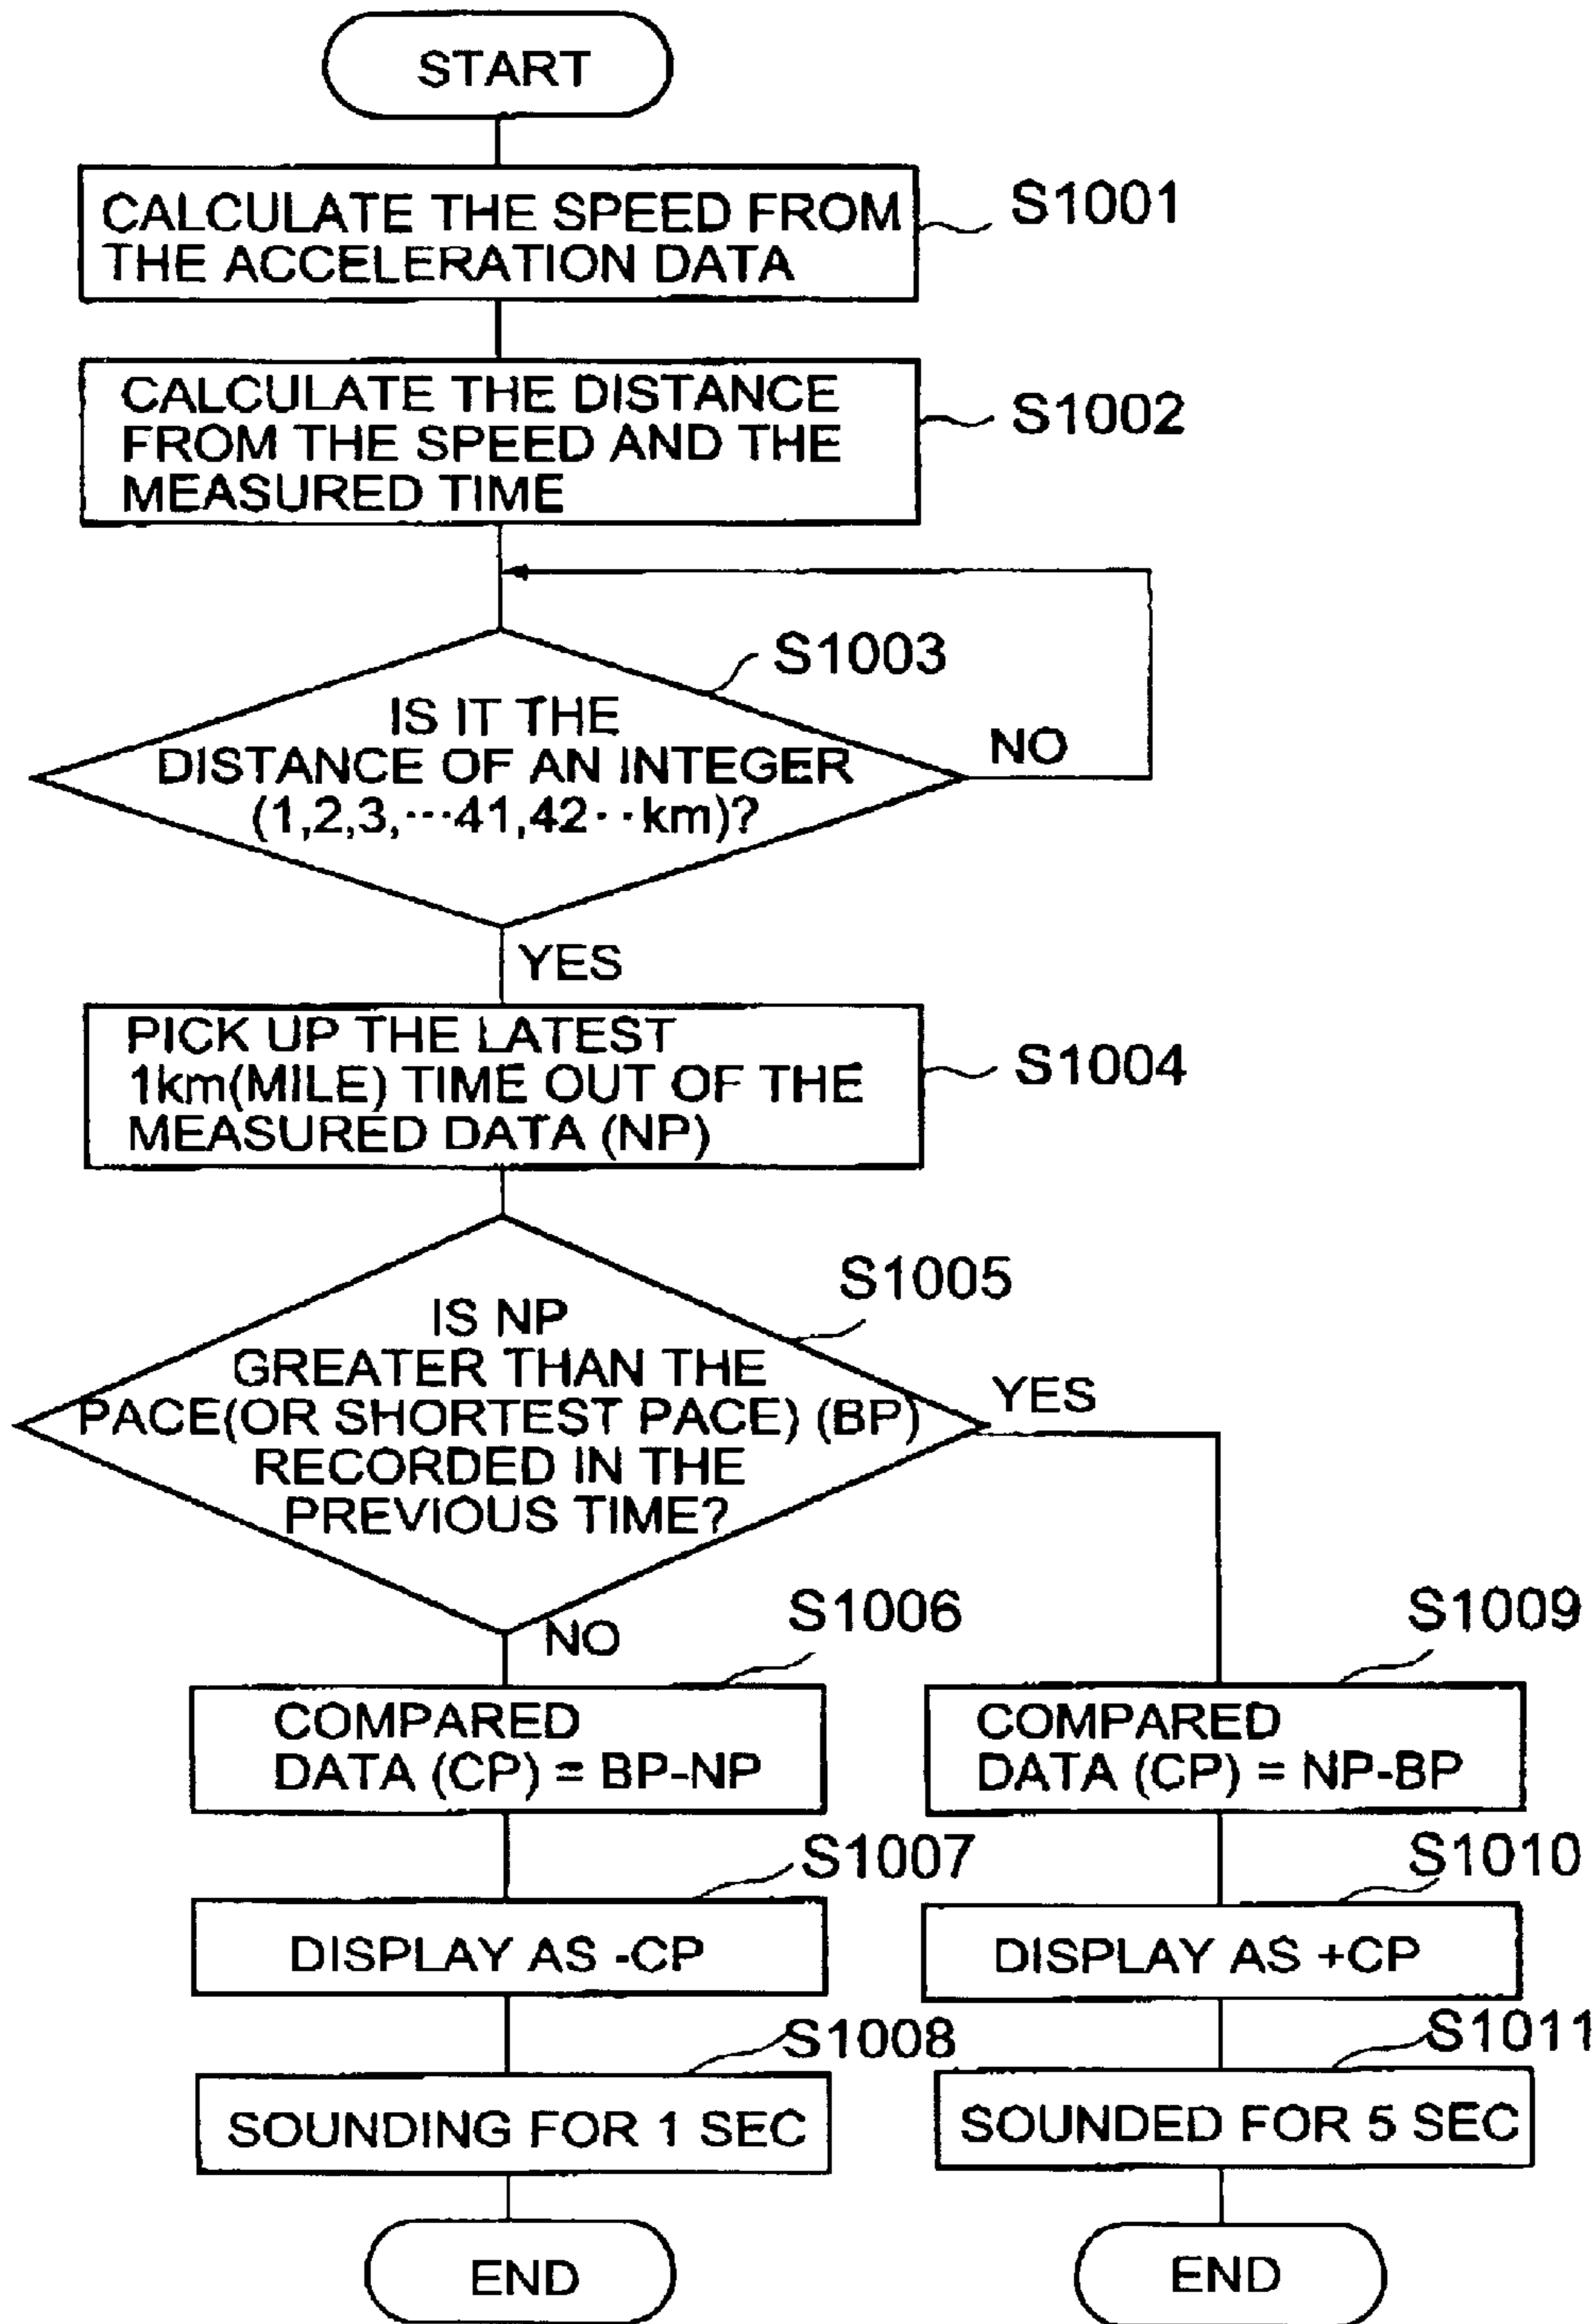 START
CALCULATE THE SPEED FROM
THE ACCELERATION DATA
S1001
CALCULATE THE DISTANCE
FROM THE SPEED AND THE
MEASURED TIME
S1002
S1003
IS IT THE
DISTANCE OF AN INTEGER
(1,2,3,···41,42··km)?
NO
YES
PICK UP THE LATEST
1km(MILE) TIME OUT OF THE
MEASURED DATA (NP)
S1004
S1005
IS NP
GREATER THAN THE
PACE(OR SHORTEST PACE) (BP)
RECORDED IN THE
PREVIOUS TIME?
YES
NO
S1006
COMPARED
DATA (CP) = BP-NP
S1007
DISPLAY AS -CP
S1008
SOUNDING FOR 1 SEC
END
S1009
COMPARED
DATA (CP) = NP-BP
S1010
DISPLAY AS +CP
S1011
SOUNDED FOR 5 SEC
END